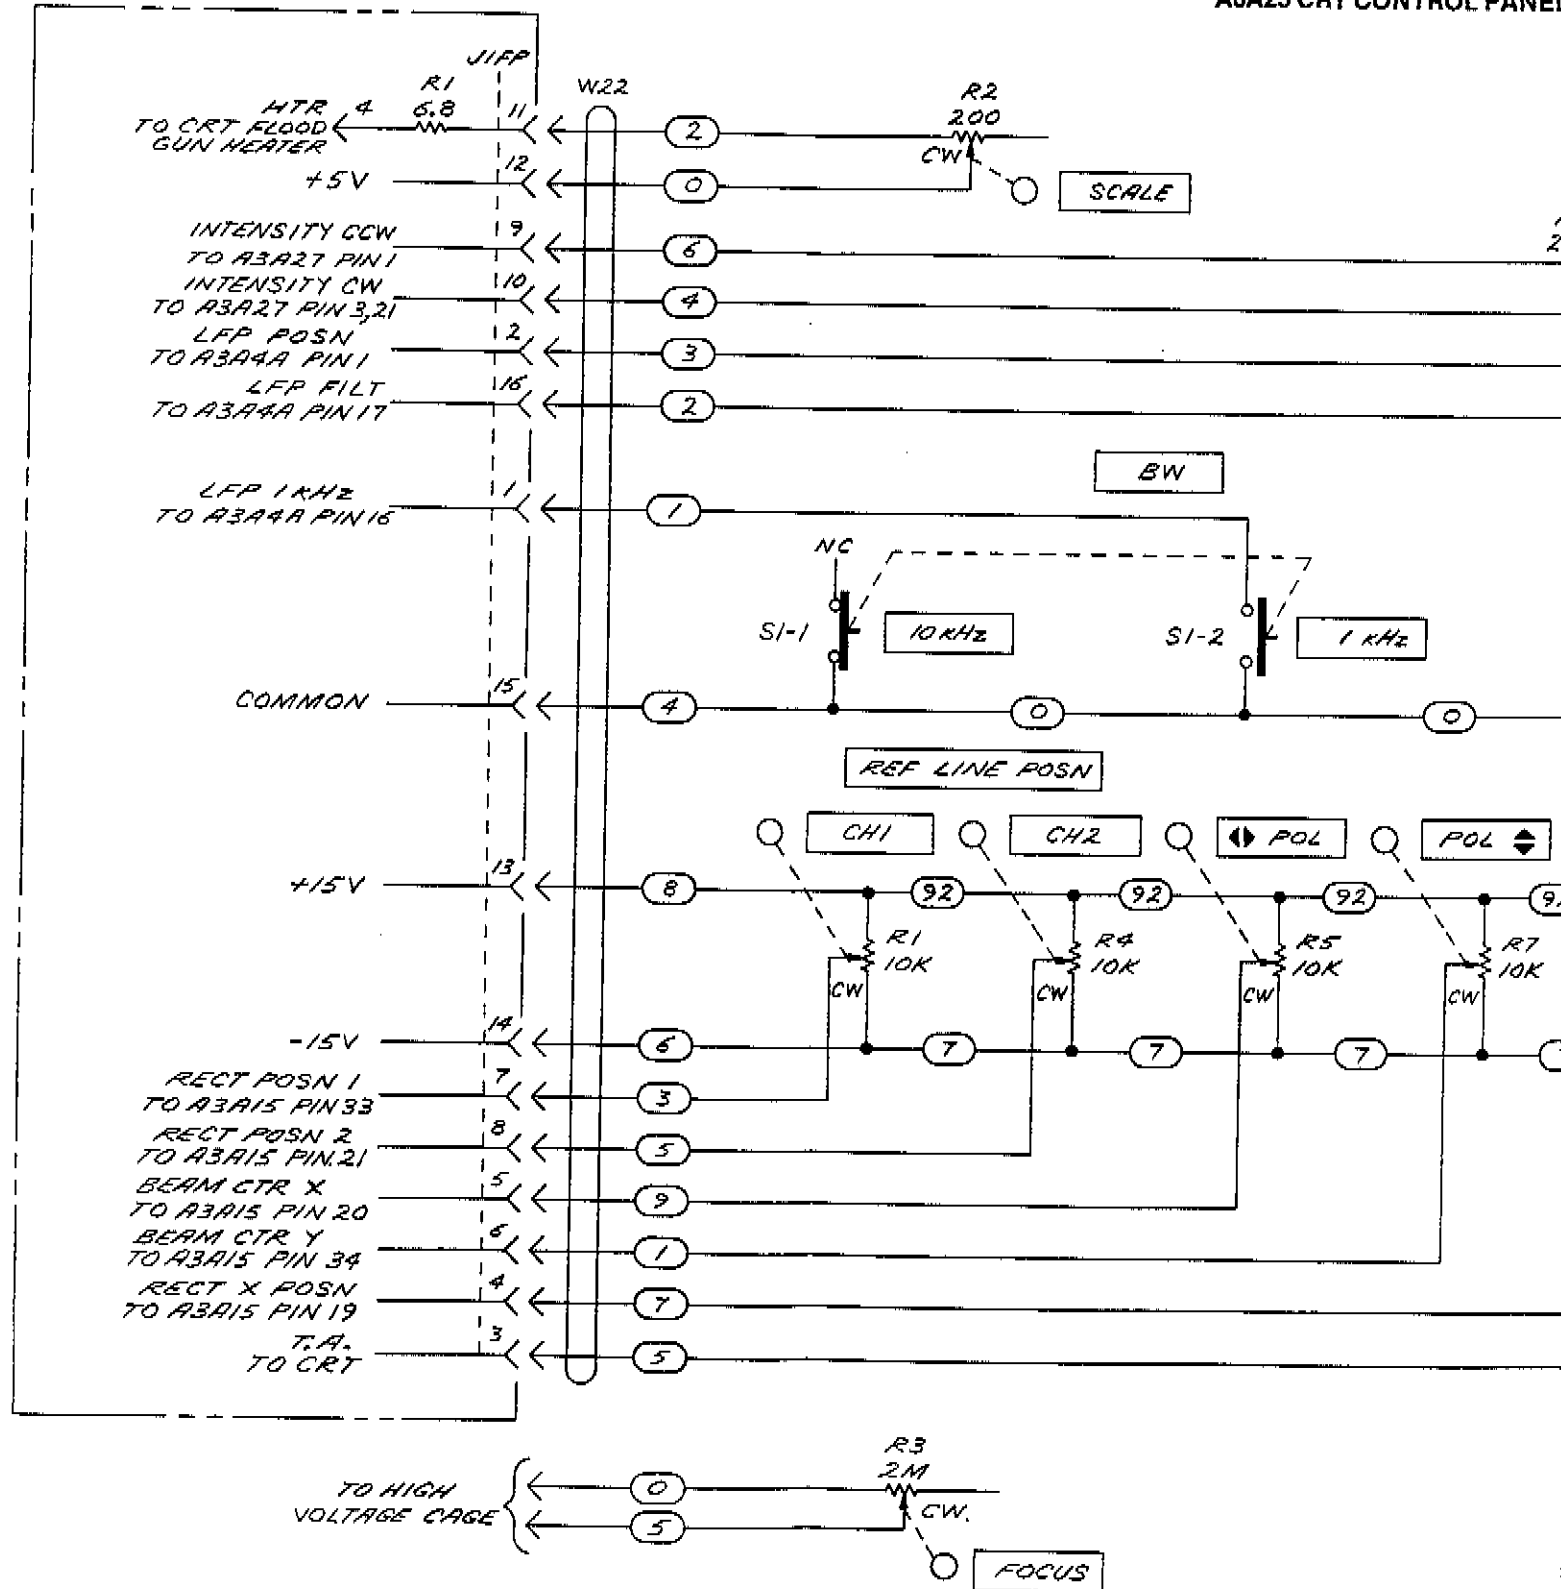 CRT CONTROL PANEL
J1FP
R1
6.8
HTR 4
TO CRT FLOOD
GUN HEATER
11
W22
2
R2
200
CW
+5V
12
0
SCALE
INTENSITY CCW
TO A3A27 PIN 1
9
6
2
INTENSITY CW
TO A3A27 PIN 3,21
10
4
LFP POSN
TO A3A4A PIN 1
2
3
LFP FILT
TO A3A4A PIN 17
16
2
BW
LFP 1 KHz
TO A3A4A PIN 16
1
1
NC
S1-1
10 KHz
S1-2
1 KHz
COMMON
15
4
0
0
REF LINE POSN
CH1
CH2
POL
POL
+15V
13
8
92
92
92
R1
10K
CW
R4
10K
CW
R5
10K
CW
R7
10K
CW
-15V
14
6
7
7
7
RECT POSN 1
TO A3A15 PIN 33
7
3
RECT POSN 2
TO A3A15 PIN.21
8
5
BEAM CTR X
TO A3A15 PIN 20
5
9
BEAM CTR Y
TO A3A15 PIN 34
6
1
RECT X POSN
TO A3A15 PIN 19
4
7
T.A.
TO CRT
3
5
TO HIGH
VOLTAGE CAGE
0
5
R3
2M
CW.
FOCUS